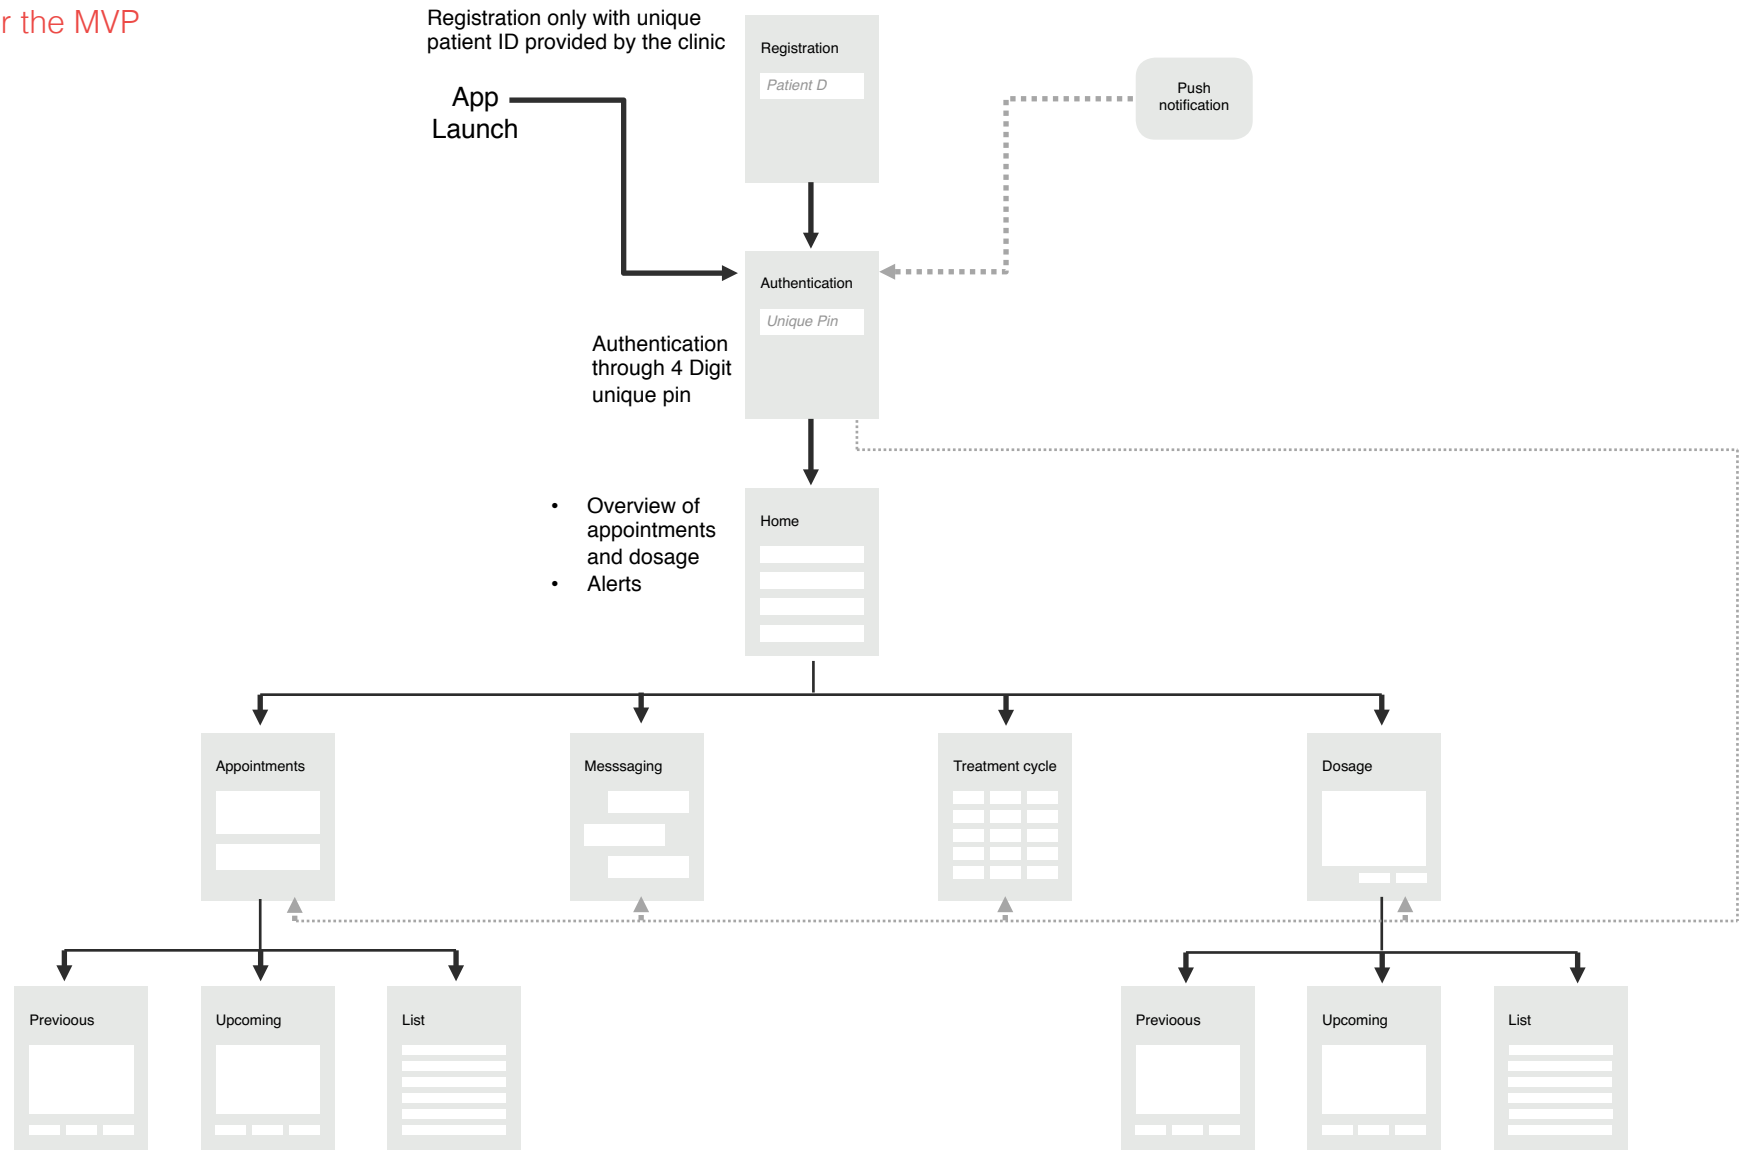 r the MVP
Registration only with unique
patient ID provided by the clinic
App
Launch
Registration
Patient D
Push
notification
Authentication
Unique Pin
Authentication
through 4 Digit
unique pin
• Overview of
appointments
and dosage
• Alerts
Home
Appointments
Messsaging
Treatment cycle
Dosage
Previoous
Upcoming
List
Previoous
Upcoming
List